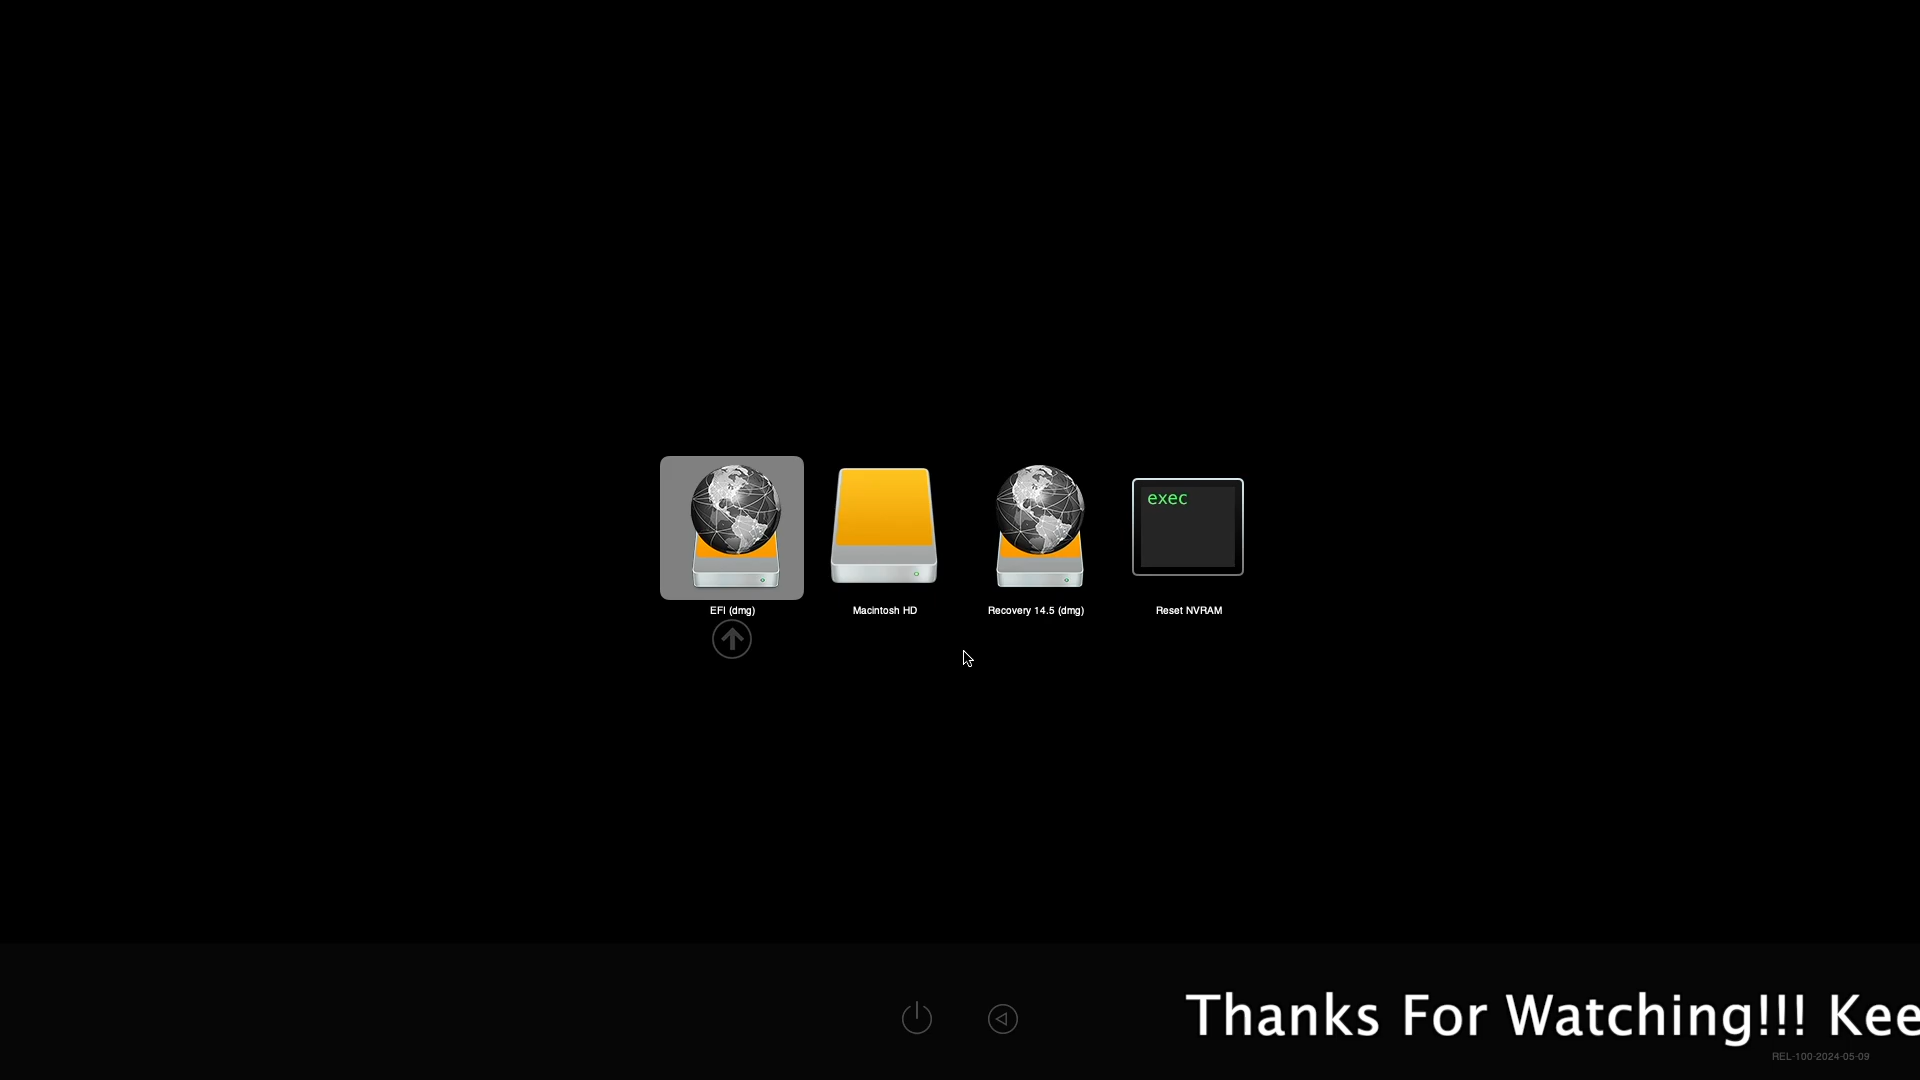 exec
EFI (dmg)
Macintosh HD
Recovery 14.5 (dmg)
Reset NVRAM
Thanks For Watching!!! Kee
REL-100-2024-05-09